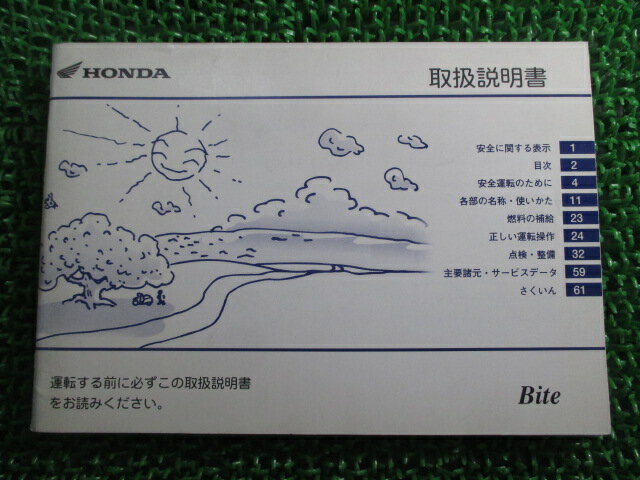 HONDA
取扱説明書
安全に関する表示 1
目次 2
安全運転のために 4
各部の名称・使いかた 11
燃料の補給 23
正しい運転操作 24
点検・整備 32
主要諸元・サービスデータ 59
さくいん 61
運転する前に必ずこの取扱説明書
をお読みください。
Bite